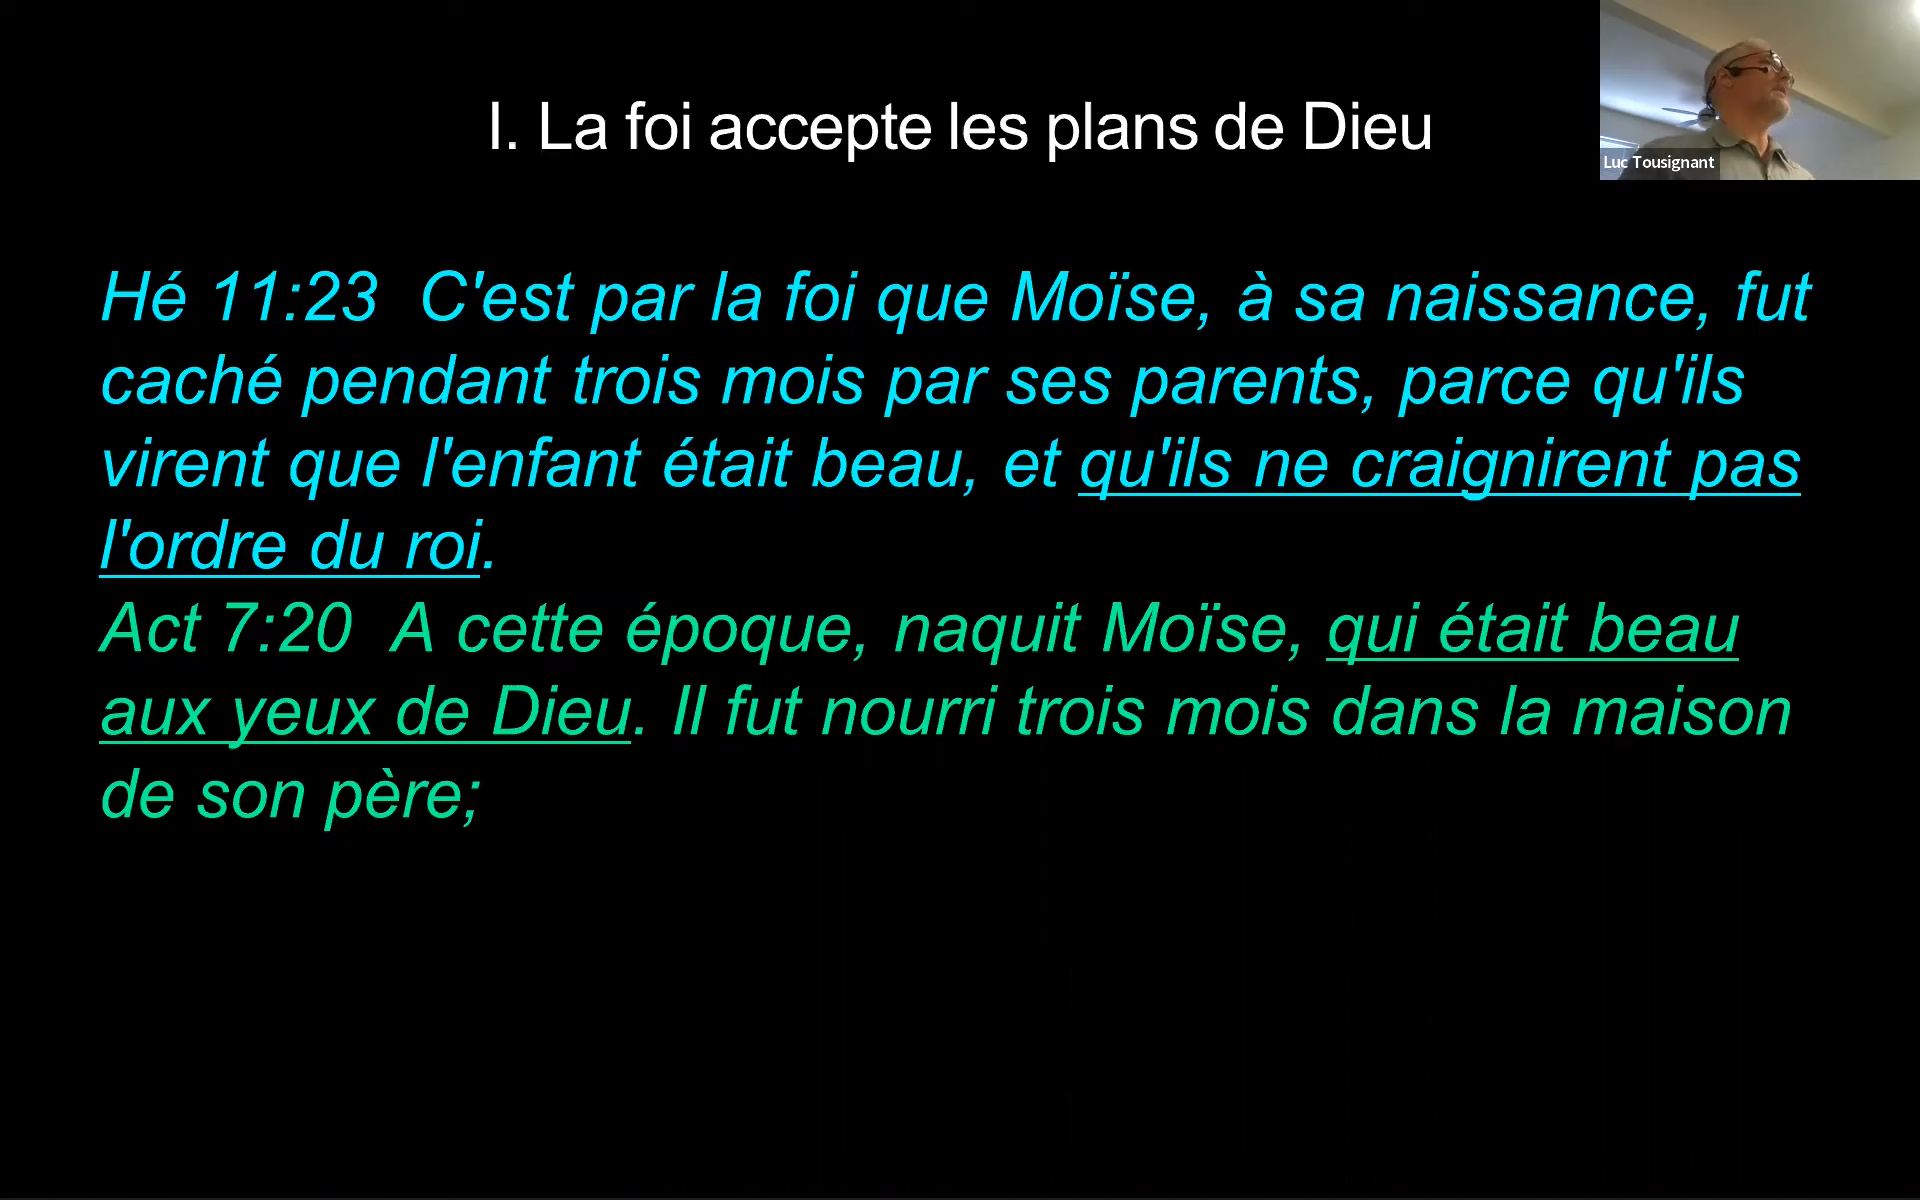 I. La foi accepte les plans de Dieu
Luc Tousignant
Hé 11:23  C'est par la foi que Moïse, à sa naissance, fut
caché pendant trois mois par ses parents, parce qu'ils
virent que l'enfant était beau, et qu'ils ne craignirent pas
l'ordre du roi.
Act 7:20  A cette époque, naquit Moïse, qui était beau
aux yeux de Dieu. Il fut nourri trois mois dans la maison
de son père;